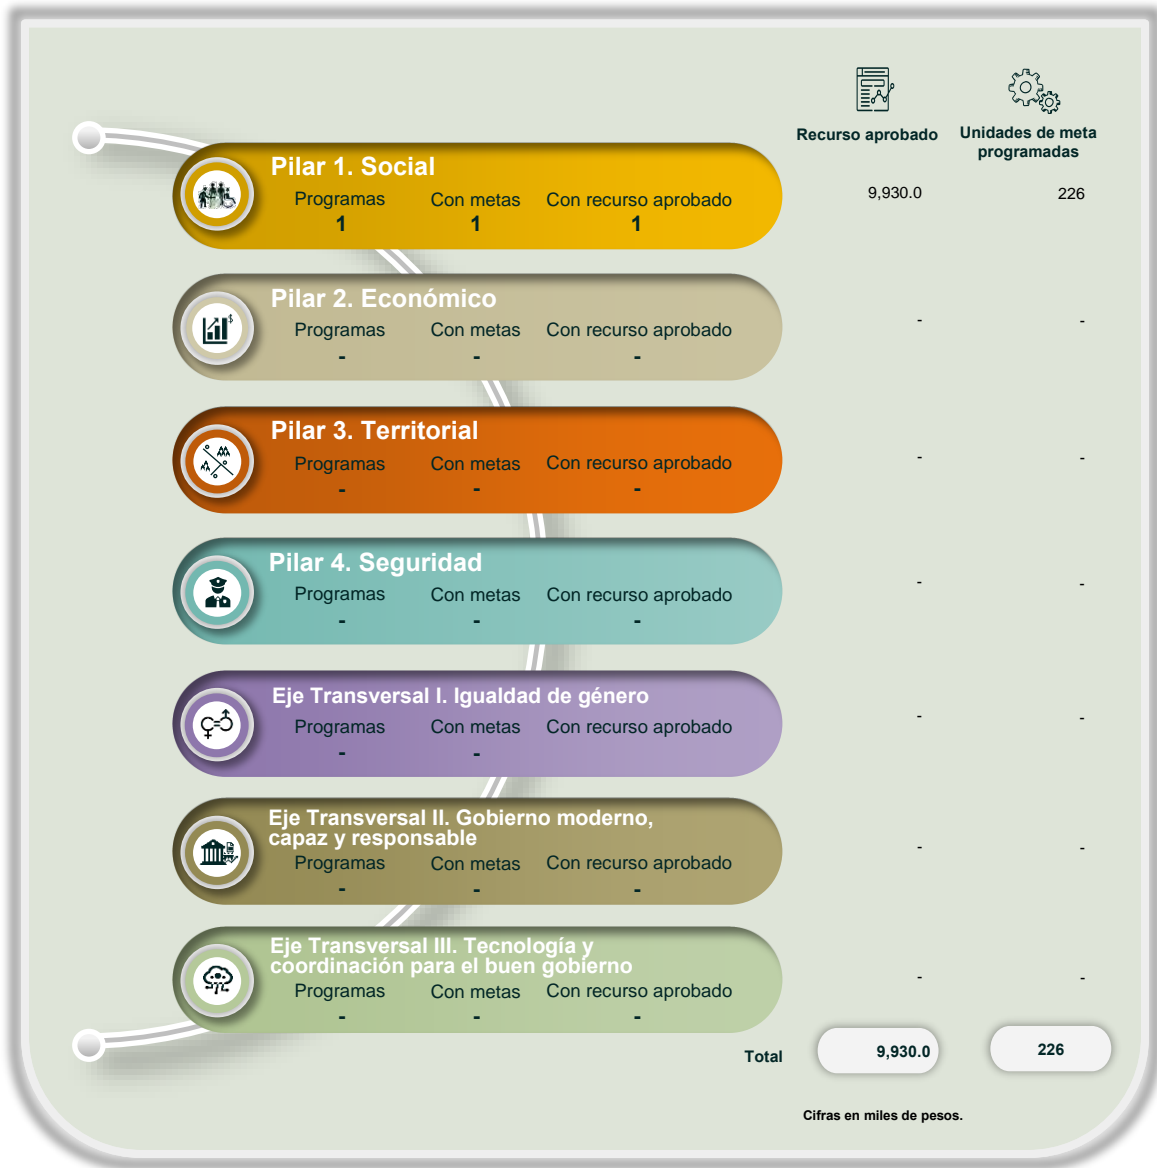 Recurso aprobado
Unidades de meta
programadas
Pilar 1. Social
Programas Con metas Con recurso aprobado
1 1 1
9,930.0 226
Pilar 2. Económico
Programas Con metas Con recurso aprobado
- - -
- -
Pilar 3. Territorial
Programas Con metas Con recurso aprobado
- - -
- -
Pilar 4. Seguridad
Programas Con metas Con recurso aprobado
- - -
- -
Eje Transversal I. Igualdad de género
Programas Con metas Con recurso aprobado
- -
- -
Eje Transversal II. Gobierno moderno,
capaz y responsable
Programas Con metas Con recurso aprobado
- - -
- -
Eje Transversal III. Tecnología y
coordinación para el buen gobierno
Programas Con metas Con recurso aprobado
- - -
- -
Total 9,930.0 226
Cifras en miles de pesos.